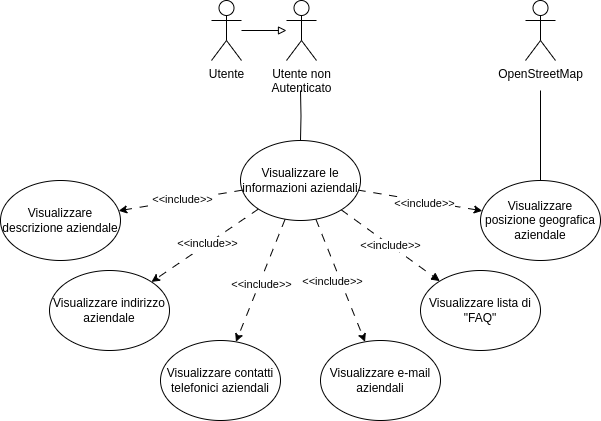 Utente
Utente non
Autenticato
OpenStreetMap
Visualizzare le
informazioni aziendali
<<include>>
<<include>>
Visualizzare
descrizione aziendale
Visualizzare
posizione geografica
aziendale
<<include>>
<<include>>
<<include>>
<<include>>
Visualizzare indirizzo
aziendale
Visualizzare lista di
"FAQ"
Visualizzare contatti
telefonici aziendali
Visualizzare e-mail
aziendali